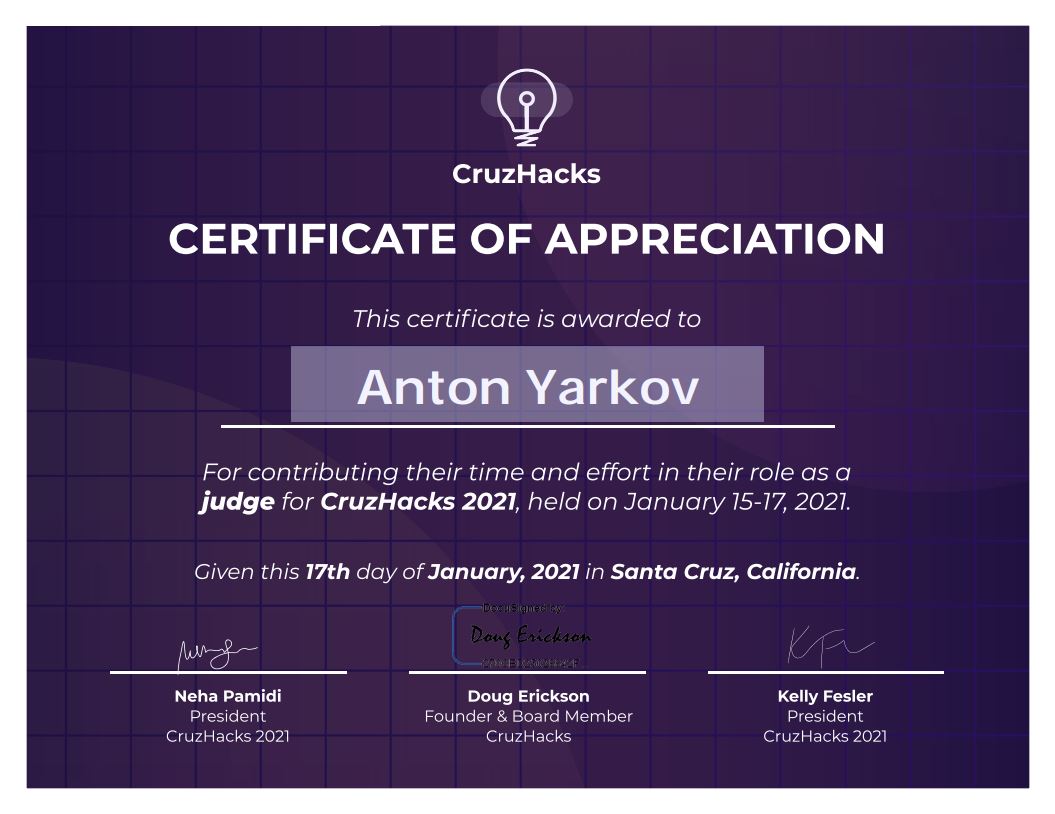 CruzHacks
CERTIFICATE OF APPRECIATION
This certificate is awarded to
Anton Yarkov
For contributing their time and effort in their role as a
judge for CruzHacks 2021, held on January 15-17, 2021.
Given this 17th day of January, 2021 in Santa Cruz, California.
DocuSigned by:
Doug Erickson
Neha Pamidi
President
CruzHacks 2021
Doug Erickson
Founder & Board Member
CruzHacks
Kelly Fesler
President
CruzHacks 2021